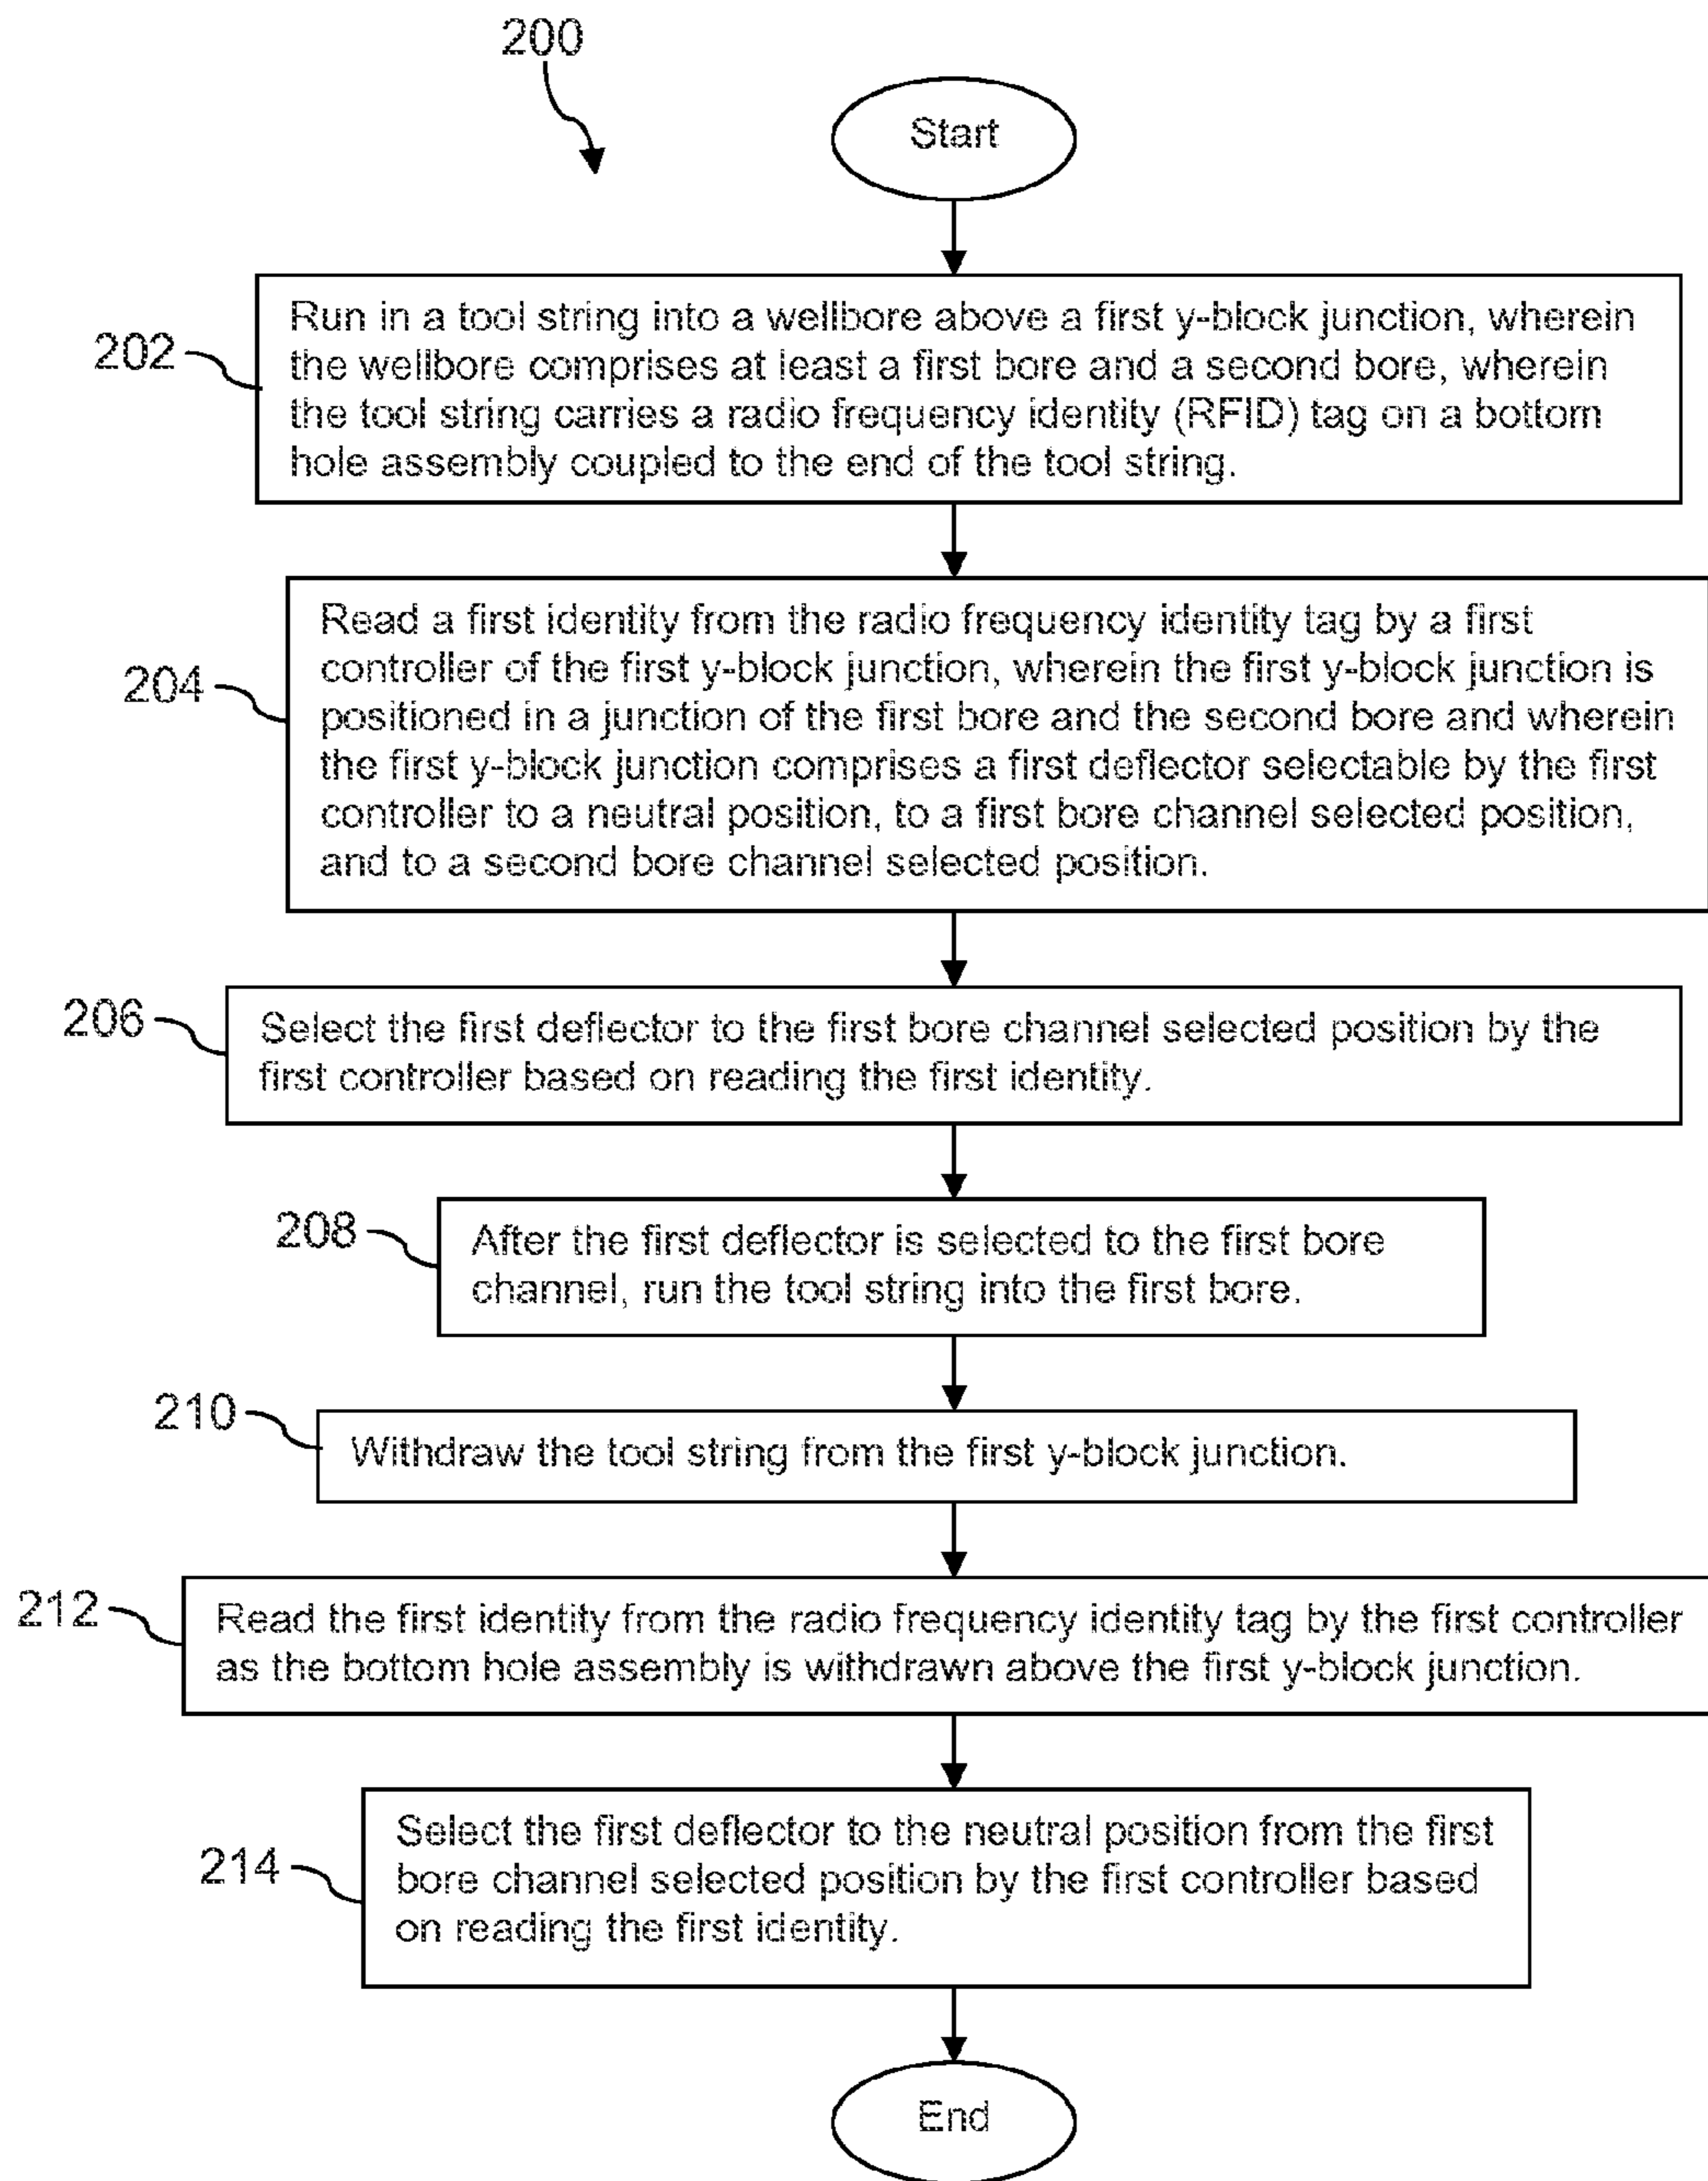 200
Start
202
Run in a tool string into a wellbore above a first y-block junction, wherein
the wellbore comprises at least a first bore and a second bore, wherein
the tool string carries a radio frequency identity (RFID) tag on a bottom
hole assembly coupled to the end of the tool string.
204
Read a first identity from the radio frequency identity tag by a first
controller of the first y-block junction, wherein the first y-block junction is
positioned in a junction of the first bore and the second bore and wherein
the first y-block junction comprises a first deflector selectable by the first
controller to a neutral position, to a first bore channel selected position,
and to a second bore channel selected position.
206
Select the first deflector to the first bore channel selected position by the
first controller based on reading the first identity.
208
After the first deflector is selected to the first bore
channel, run the tool string into the first bore.
210
Withdraw the tool string from the first y-block junction.
212
Read the first identity from the radio frequency identity tag by the first controller
as the bottom hole assembly is withdrawn above the first y-block junction.
214
Select the first deflector to the neutral position from the first
bore channel selected position by the first controller based
on reading the first identity.
End